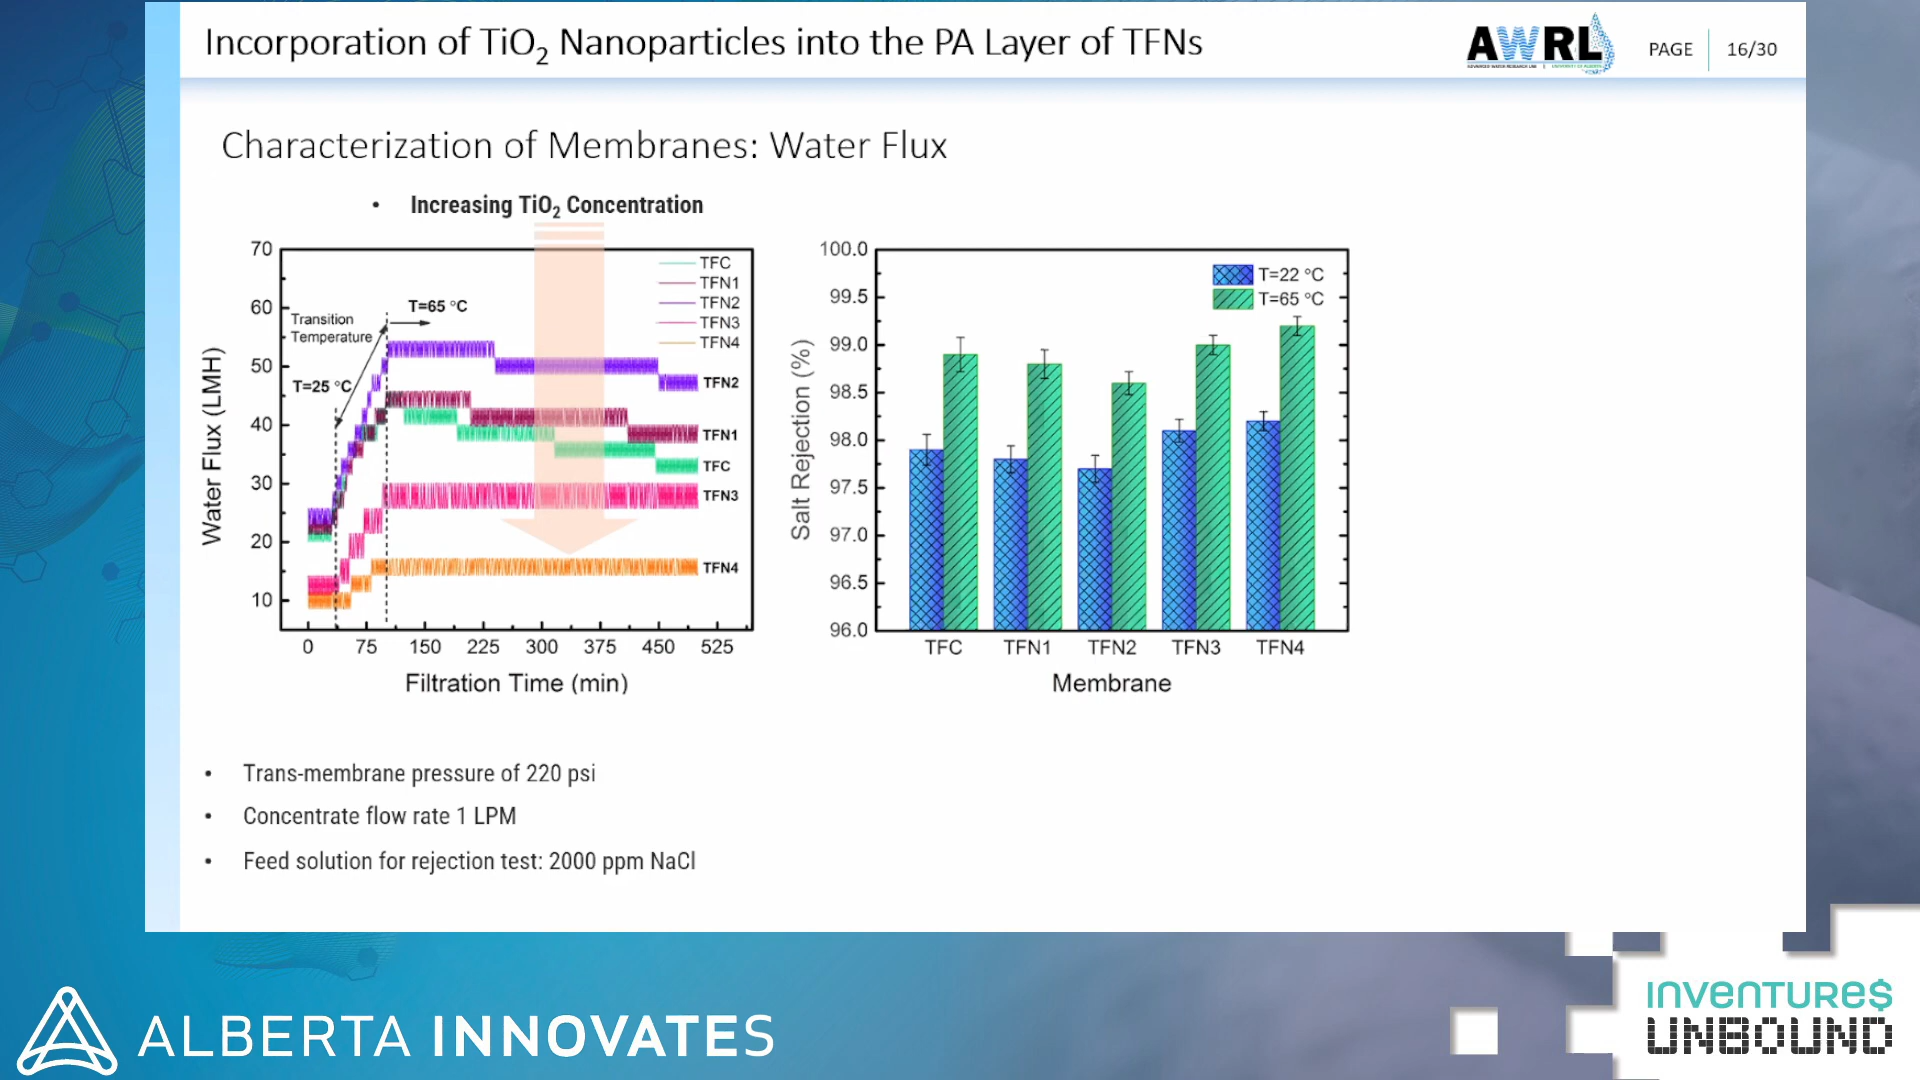 Incorporation of TiO2 Nanoparticles into the PA Layer of TFNs
AWRL
PAGE 16/30
Characterization of Membranes: Water Flux
• Increasing TiO2 Concentration
Water Flux (LMH)
70
60
50
40
30
20
10
TFC
TFN1
TFN2
TFN3
TFN4
T=65 °C
Transition
Temperature
T=25 °C
TFN2
TFN1
TFC
TFN3
TFN4
0 75 150 225 300 375 450 525
Filtration Time (min)
Salt Rejection (%)
100.0
99.5
99.0
98.5
98.0
97.5
97.0
96.5
96.0
T=22 °C
T=65 °C
TFC TFN1 TFN2 TFN3 TFN4
Membrane
• Trans-membrane pressure of 220 psi
• Concentrate flow rate 1 LPM
• Feed solution for rejection test: 2000 ppm NaCl
ALBERTA INNOVATES
INVENTURE$
UNBOUND